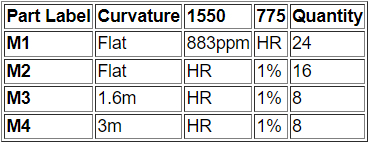 Part Label Curvature 1550 775 Quantity
M1 Flat 883ppm HR 24
M2 Flat HR 1% 16
M3 1.6m HR 1% 8
M4 3m HR 1% 8